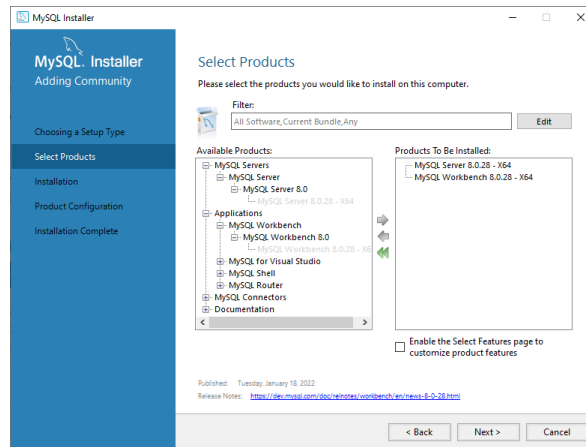 MySQL Installer
MySQL. Installer
Adding Community
Choosing a Setup Type
Select Products
Installation
Product Configuration
Installation Complete
Select Products
Please select the products you would like to install on this computer.
Filter:
All Software,Current Bundle,Any
Edit
Available Products:
MySQL Servers
MySQL Server
MySQL Server 8.0
MySQL Server 8.0.28 - X64
Applications
MySQL Workbench
MySQL Workbench 8.0
MySQL Workbench 8.0.28 - X6
MySQL for Visual Studio
MySQL Shell
MySQL Router
MySQL Connectors
Documentation
Products To Be Installed:
MySQL Server 8.0.28 - X64
MySQL Workbench 8.0.28 - X64
Enable the Select Features page to
customize product features
Published: Tuesday, January 18, 2022
Release Notes: https://dev.mysql.com/doc/relnotes/workbench/en/news-8-0-28.html
< Back
Next >
Cancel